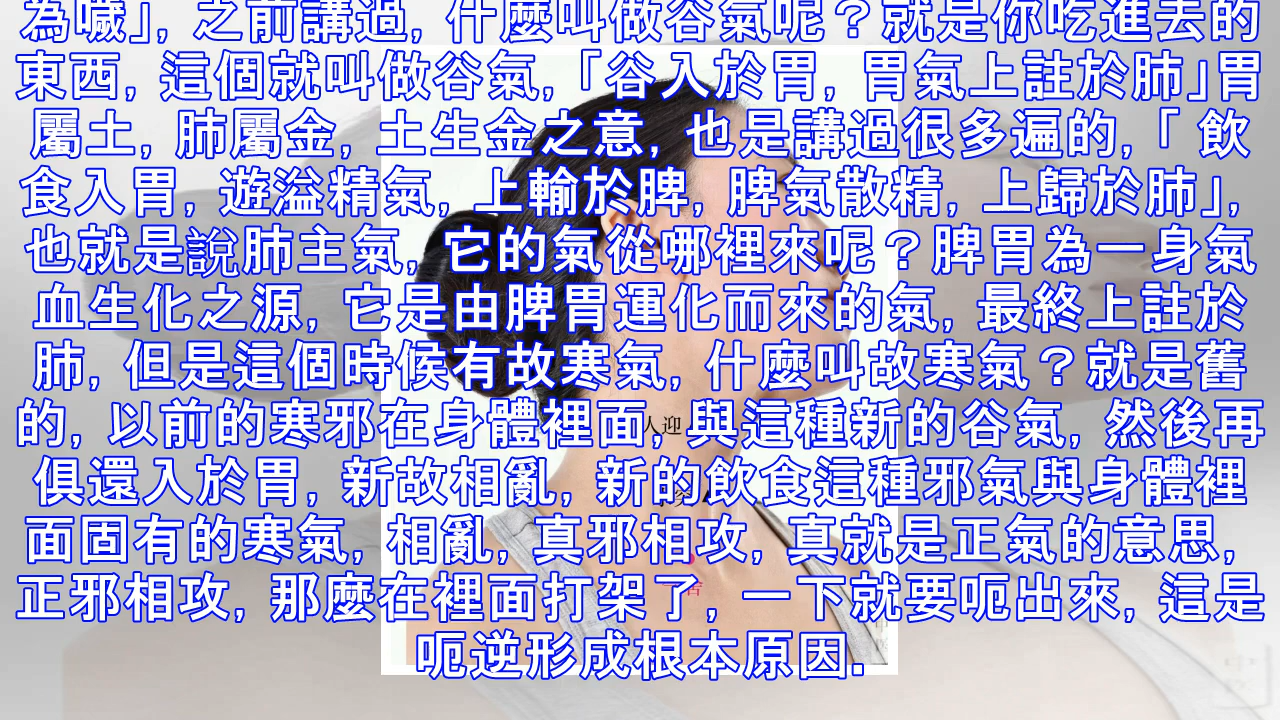 為噦」, 之前講過, 什麼叫做谷氣呢？就是你吃進去的
東西, 這個就叫做谷氣,「谷入於胃, 胃氣上註於肺」胃
屬土, 肺屬金, 土生金之意, 也是講過很多遍的,「 飲
食入胃, 遊溢精氣, 上輸於脾, 脾氣散精, 上歸於肺」,
也就是說肺主氣, 它的氣從哪裡來呢？脾胃為一身氣
血生化之源, 它是由脾胃運化而來的氣, 最終上註於
肺, 但是這個時候有故寒氣, 什麼叫故寒氣？就是舊
的, 以前的寒邪在身體裡面, 與這種新的谷氣, 然後再
俱還入於胃, 新故相亂, 新的飲食這種邪氣與身體裡
面固有的寒氣, 相亂, 真邪相攻, 真就是正氣的意思,
正邪相攻, 那麼在裡面打架了, 一下就要呃出來, 這是
呃逆形成根本原因.
人迎